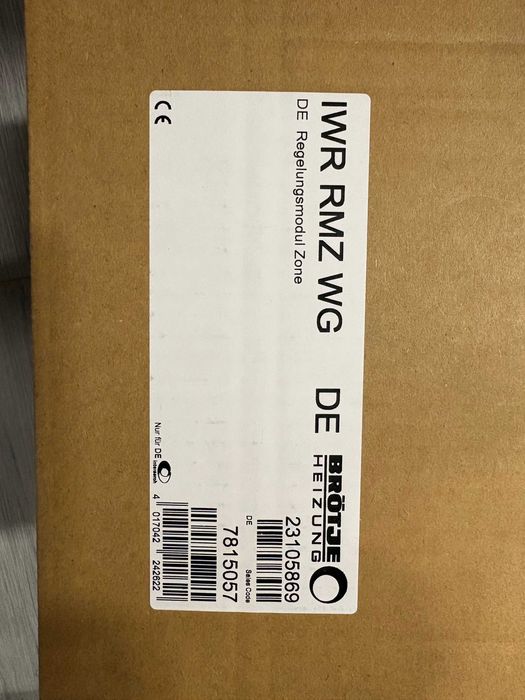 IWR RMZ WG DE
DE Regelungsmodul Zone
BRÖTJE
HEIZUNG
23105869
DE Sales Code
7815057
CE
Nur für DE
4 017042 242622